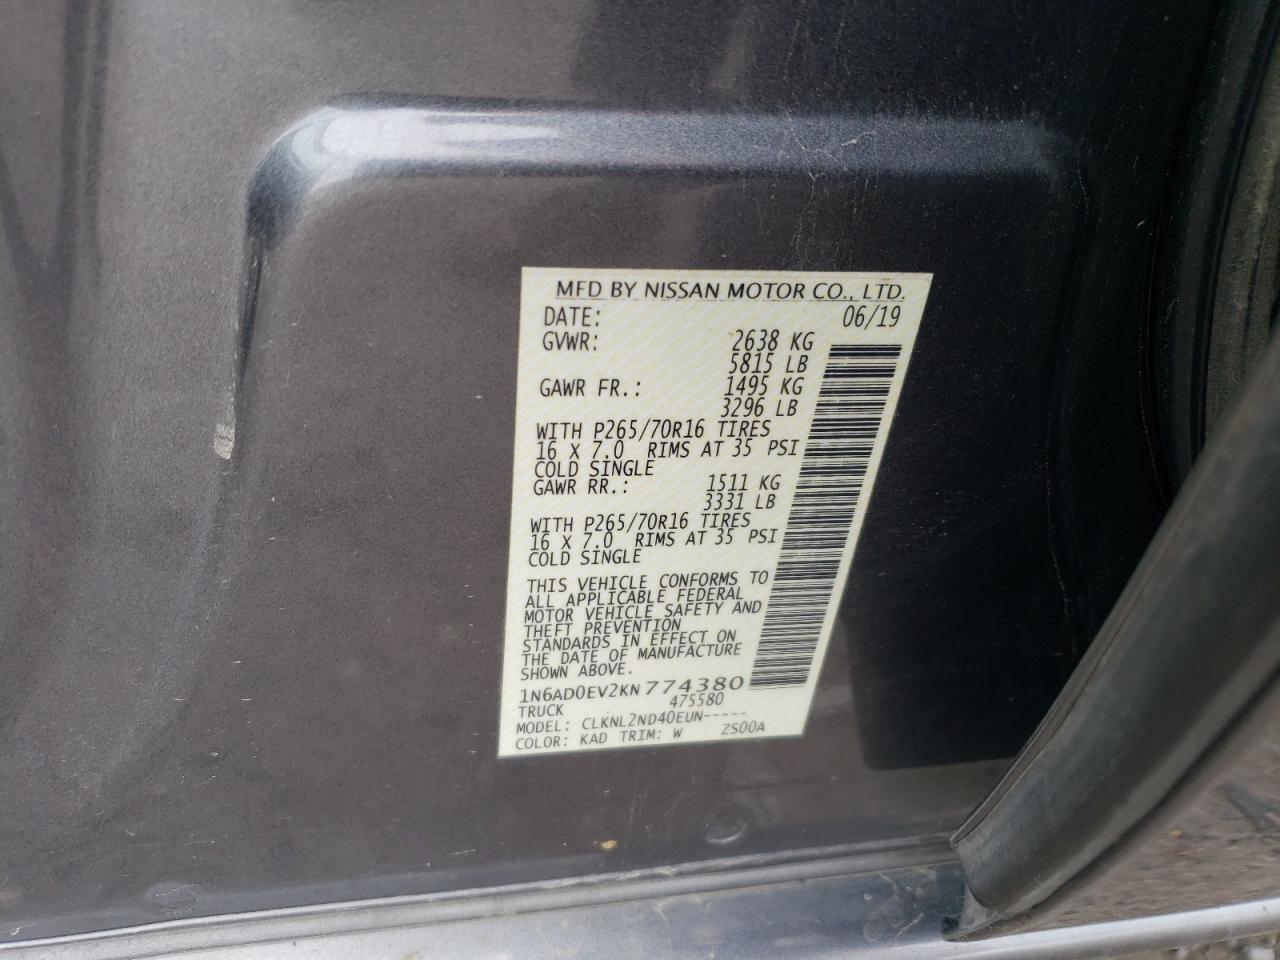 MFD BY NISSAN MOTOR CO., LTD.
DATE: 06/19
GVWR: 2638 KG
5815 LB
GAWR FR.: 1495 KG
3296 LB
WITH P265/70R16 TIRES
16 X 7.0 RIMS AT 35 PSI
COLD SINGLE
GAWR RR.: 1511 KG
3331 LB
WITH P265/70R16 TIRES
16 X 7.0 RIMS AT 35 PSI
COLD SINGLE
THIS VEHICLE CONFORMS TO
ALL APPLICABLE FEDERAL
MOTOR VEHICLE SAFETY AND
THEFT PREVENTION
STANDARDS IN EFFECT ON
THE DATE OF MANUFACTURE
SHOWN ABOVE.
1N6AD0EV2KN774380
TRUCK 475580
MODEL: CLKNL2ND40EUN-----
COLOR: KAD TRIM: W ZS00A